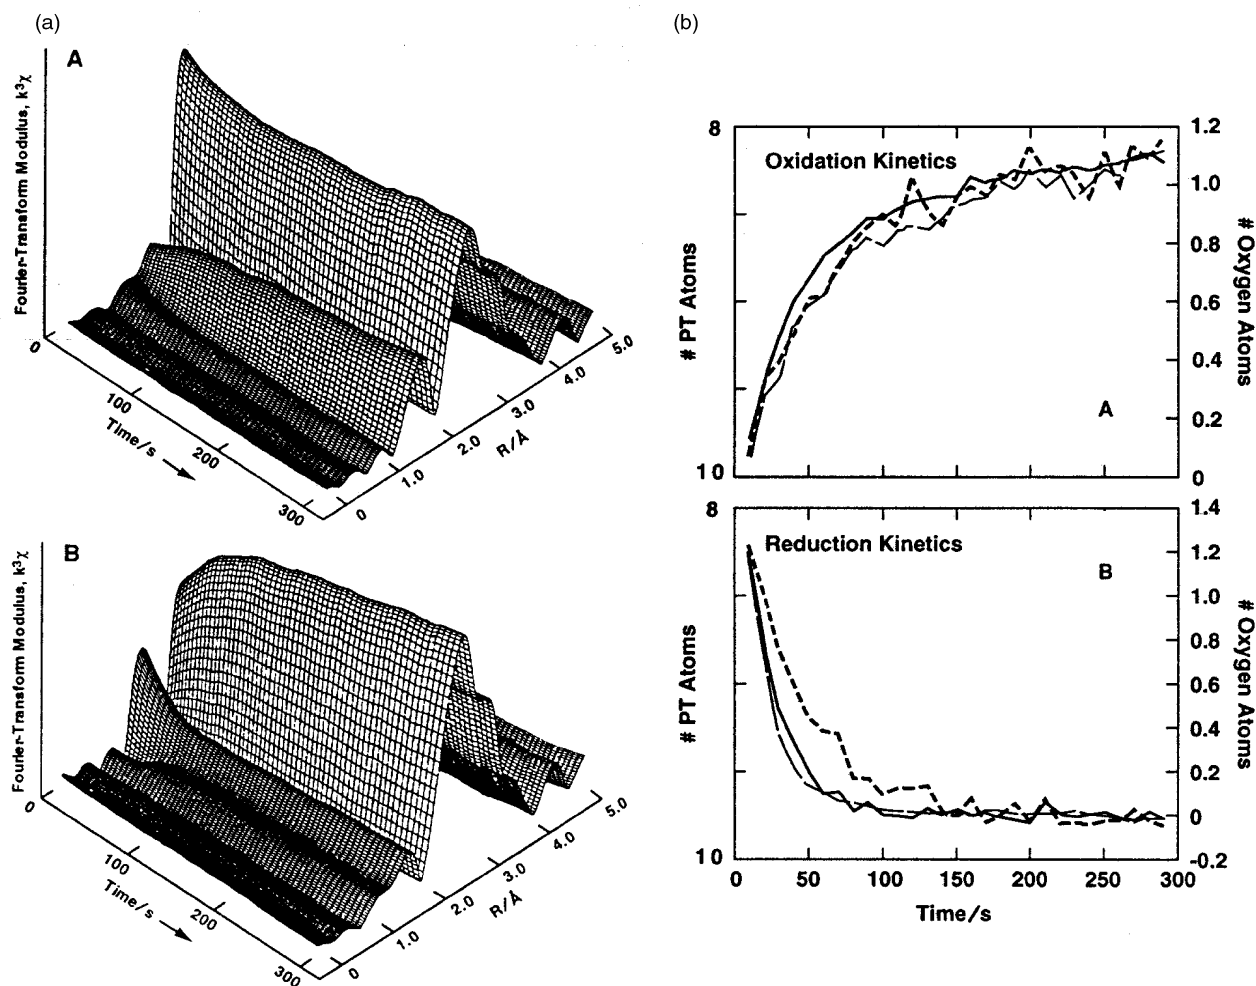 (a)
A
Fourier-Transform Modulus, k³χ
0
100
200
300
Time/s
0
1.0
2.0
3.0
4.0
5.0
R/Å
B
Fourier-Transform Modulus, k³χ
0
100
200
300
Time/s
0
1.0
2.0
3.0
4.0
5.0
R/Å
(b)
Oxidation Kinetics
A
8
10
# PT Atoms
1.2
1.0
0.8
0.6
0.4
0.2
0
# Oxygen Atoms
Reduction Kinetics
B
8
10
# PT Atoms
1.4
1.2
1.0
0.8
0.6
0.4
0.2
0
-0.2
# Oxygen Atoms
0 50 100 150 200 250 300
Time/s